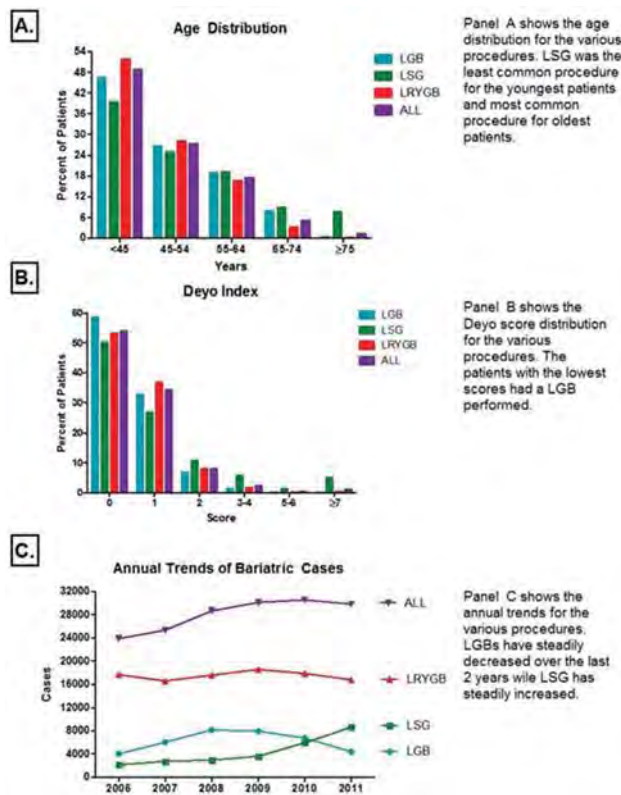 A.
Age Distribution
54
48
42
36
30
24
18
12
6
0
Percent of Patients
<45
45-54
55-64
65-74
≥75
Years
LGB
LSG
LRYGB
ALL
Panel A shows the age
distribution for the various
procedures. LSG was the
least common procedure
for the youngest patients
and most common
procedure for oldest
patients.
B.
Deyo Index
60
50
40
30
20
10
0
Percent of Patients
0
1
2
3-4
5-6
≥7
Score
LGB
LSG
LRYGB
ALL
Panel B shows the
Deyo score distribution
for the various
procedures. The
patients with the lowest
scores had a LGB
performed.
C.
Annual Trends of Bariatric Cases
32000
28000
24000
20000
16000
12000
8000
4000
0
Cases
2006
2007
2008
2009
2010
2011
ALL
LRYGB
LSG
LGB
Panel C shows the
annual trends for the
various procedures.
LGBs have steadily
decreased over the last
2 years wile LSG has
steadily increased.